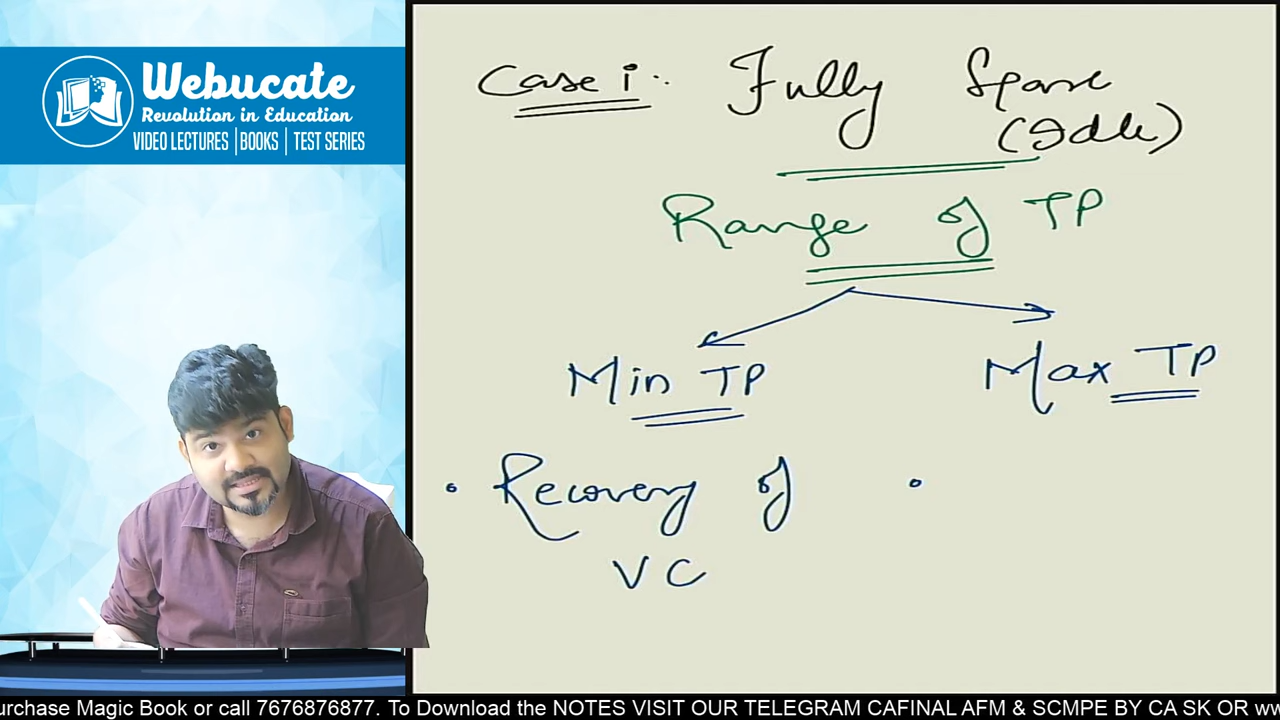 Webucate
Revolution in Education
VIDEO LECTURES | BOOKS | TEST SERIES
Case i:- Fully Spare
(Idle)
Range of TP
Min TP
Max TP
• Recovery of
VC
•
urchase Magic Book or call 7676876877. To Download the NOTES VISIT OUR TELEGRAM CAFINAL AFM & SCMPE BY CA SK OR ww